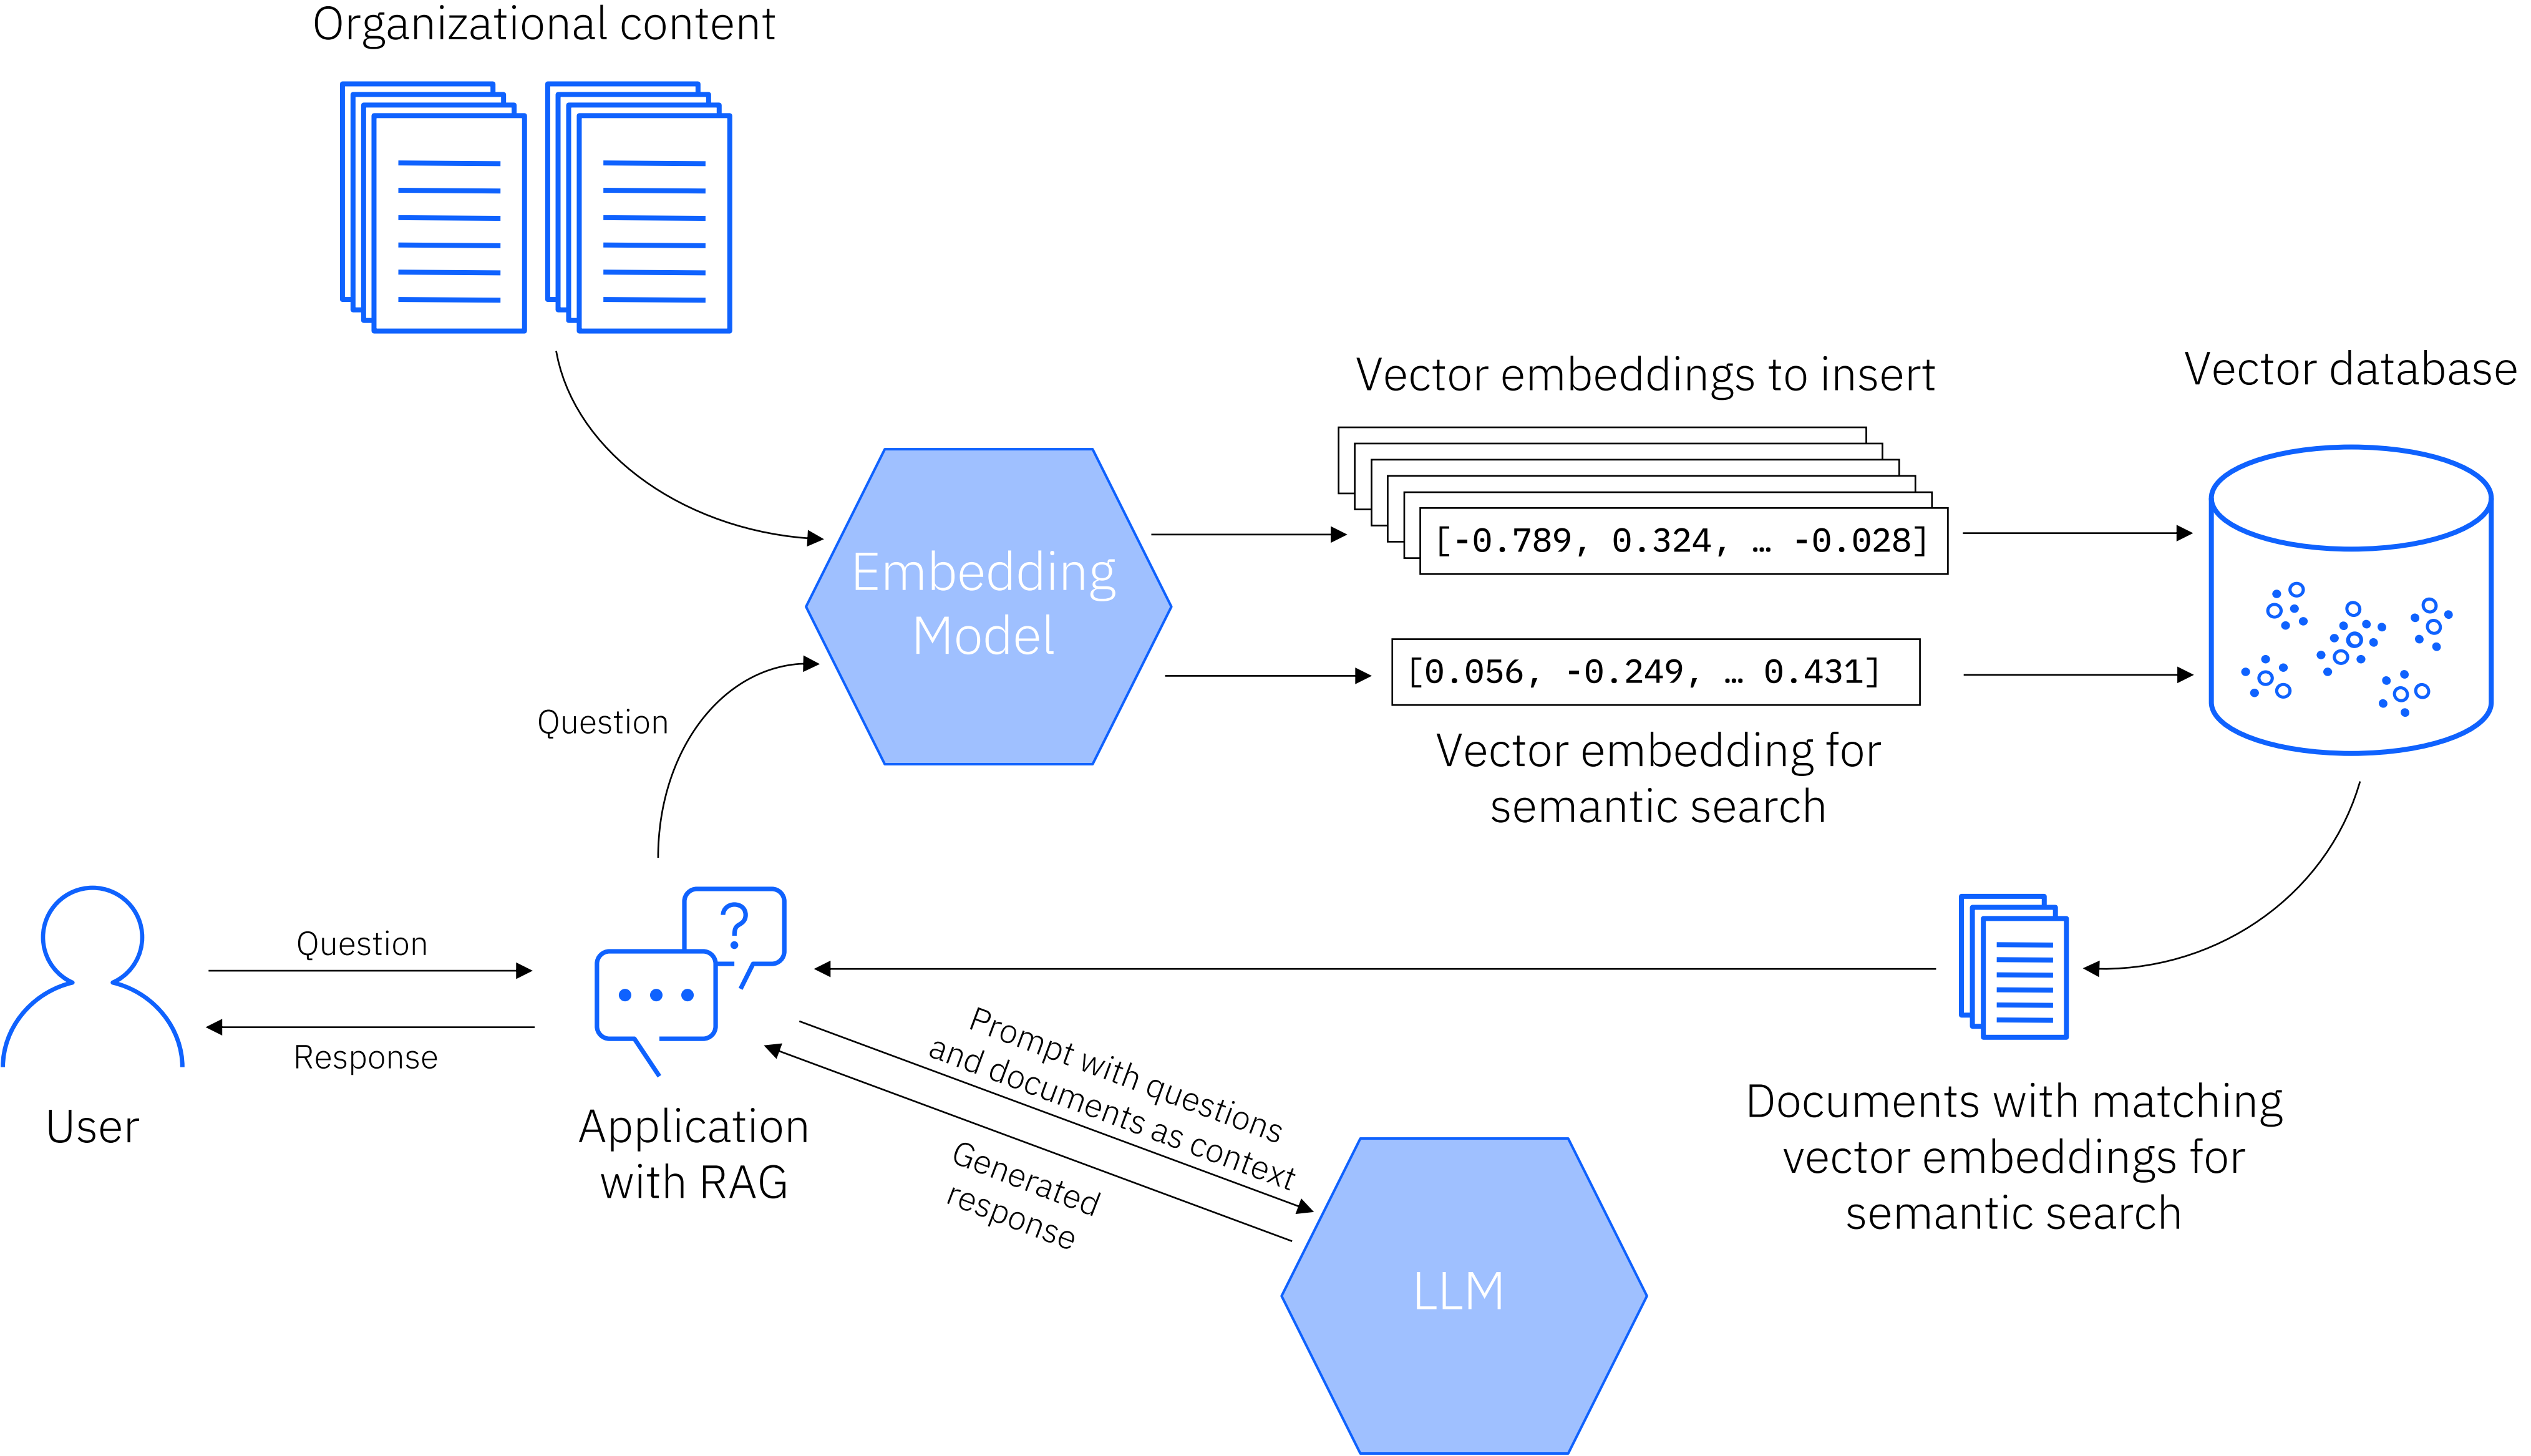 Organizational content
Vector embeddings to insert
Vector database
[-0.789, 0.324, … -0.028]
Embedding
Model
[0.056, -0.249, … 0.431]
Question
Vector embedding for
semantic search
?
Question
Response
Prompt with questions
and documents as context
Generated
response
User
Application
with RAG
Documents with matching
vector embeddings for
semantic search
LLM